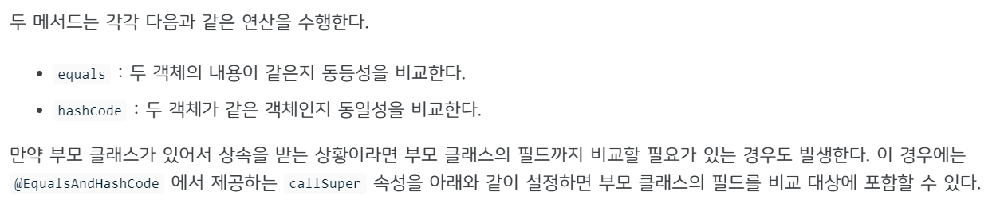 두 메서드는 각각 다음과 같은 연산을 수행한다.
• equals : 두 객체의 내용이 같은지 동등성을 비교한다.
• hashCode : 두 객체가 같은 객체인지 동일성을 비교한다.
만약 부모 클래스가 있어서 상속을 받는 상황이라면 부모 클래스의 필드까지 비교할 필요가 있는 경우도 발생한다. 이 경우에는
@EqualsAndHashCode 에서 제공하는 callSuper 속성을 아래와 같이 설정하면 부모 클래스의 필드를 비교 대상에 포함할 수 있다.